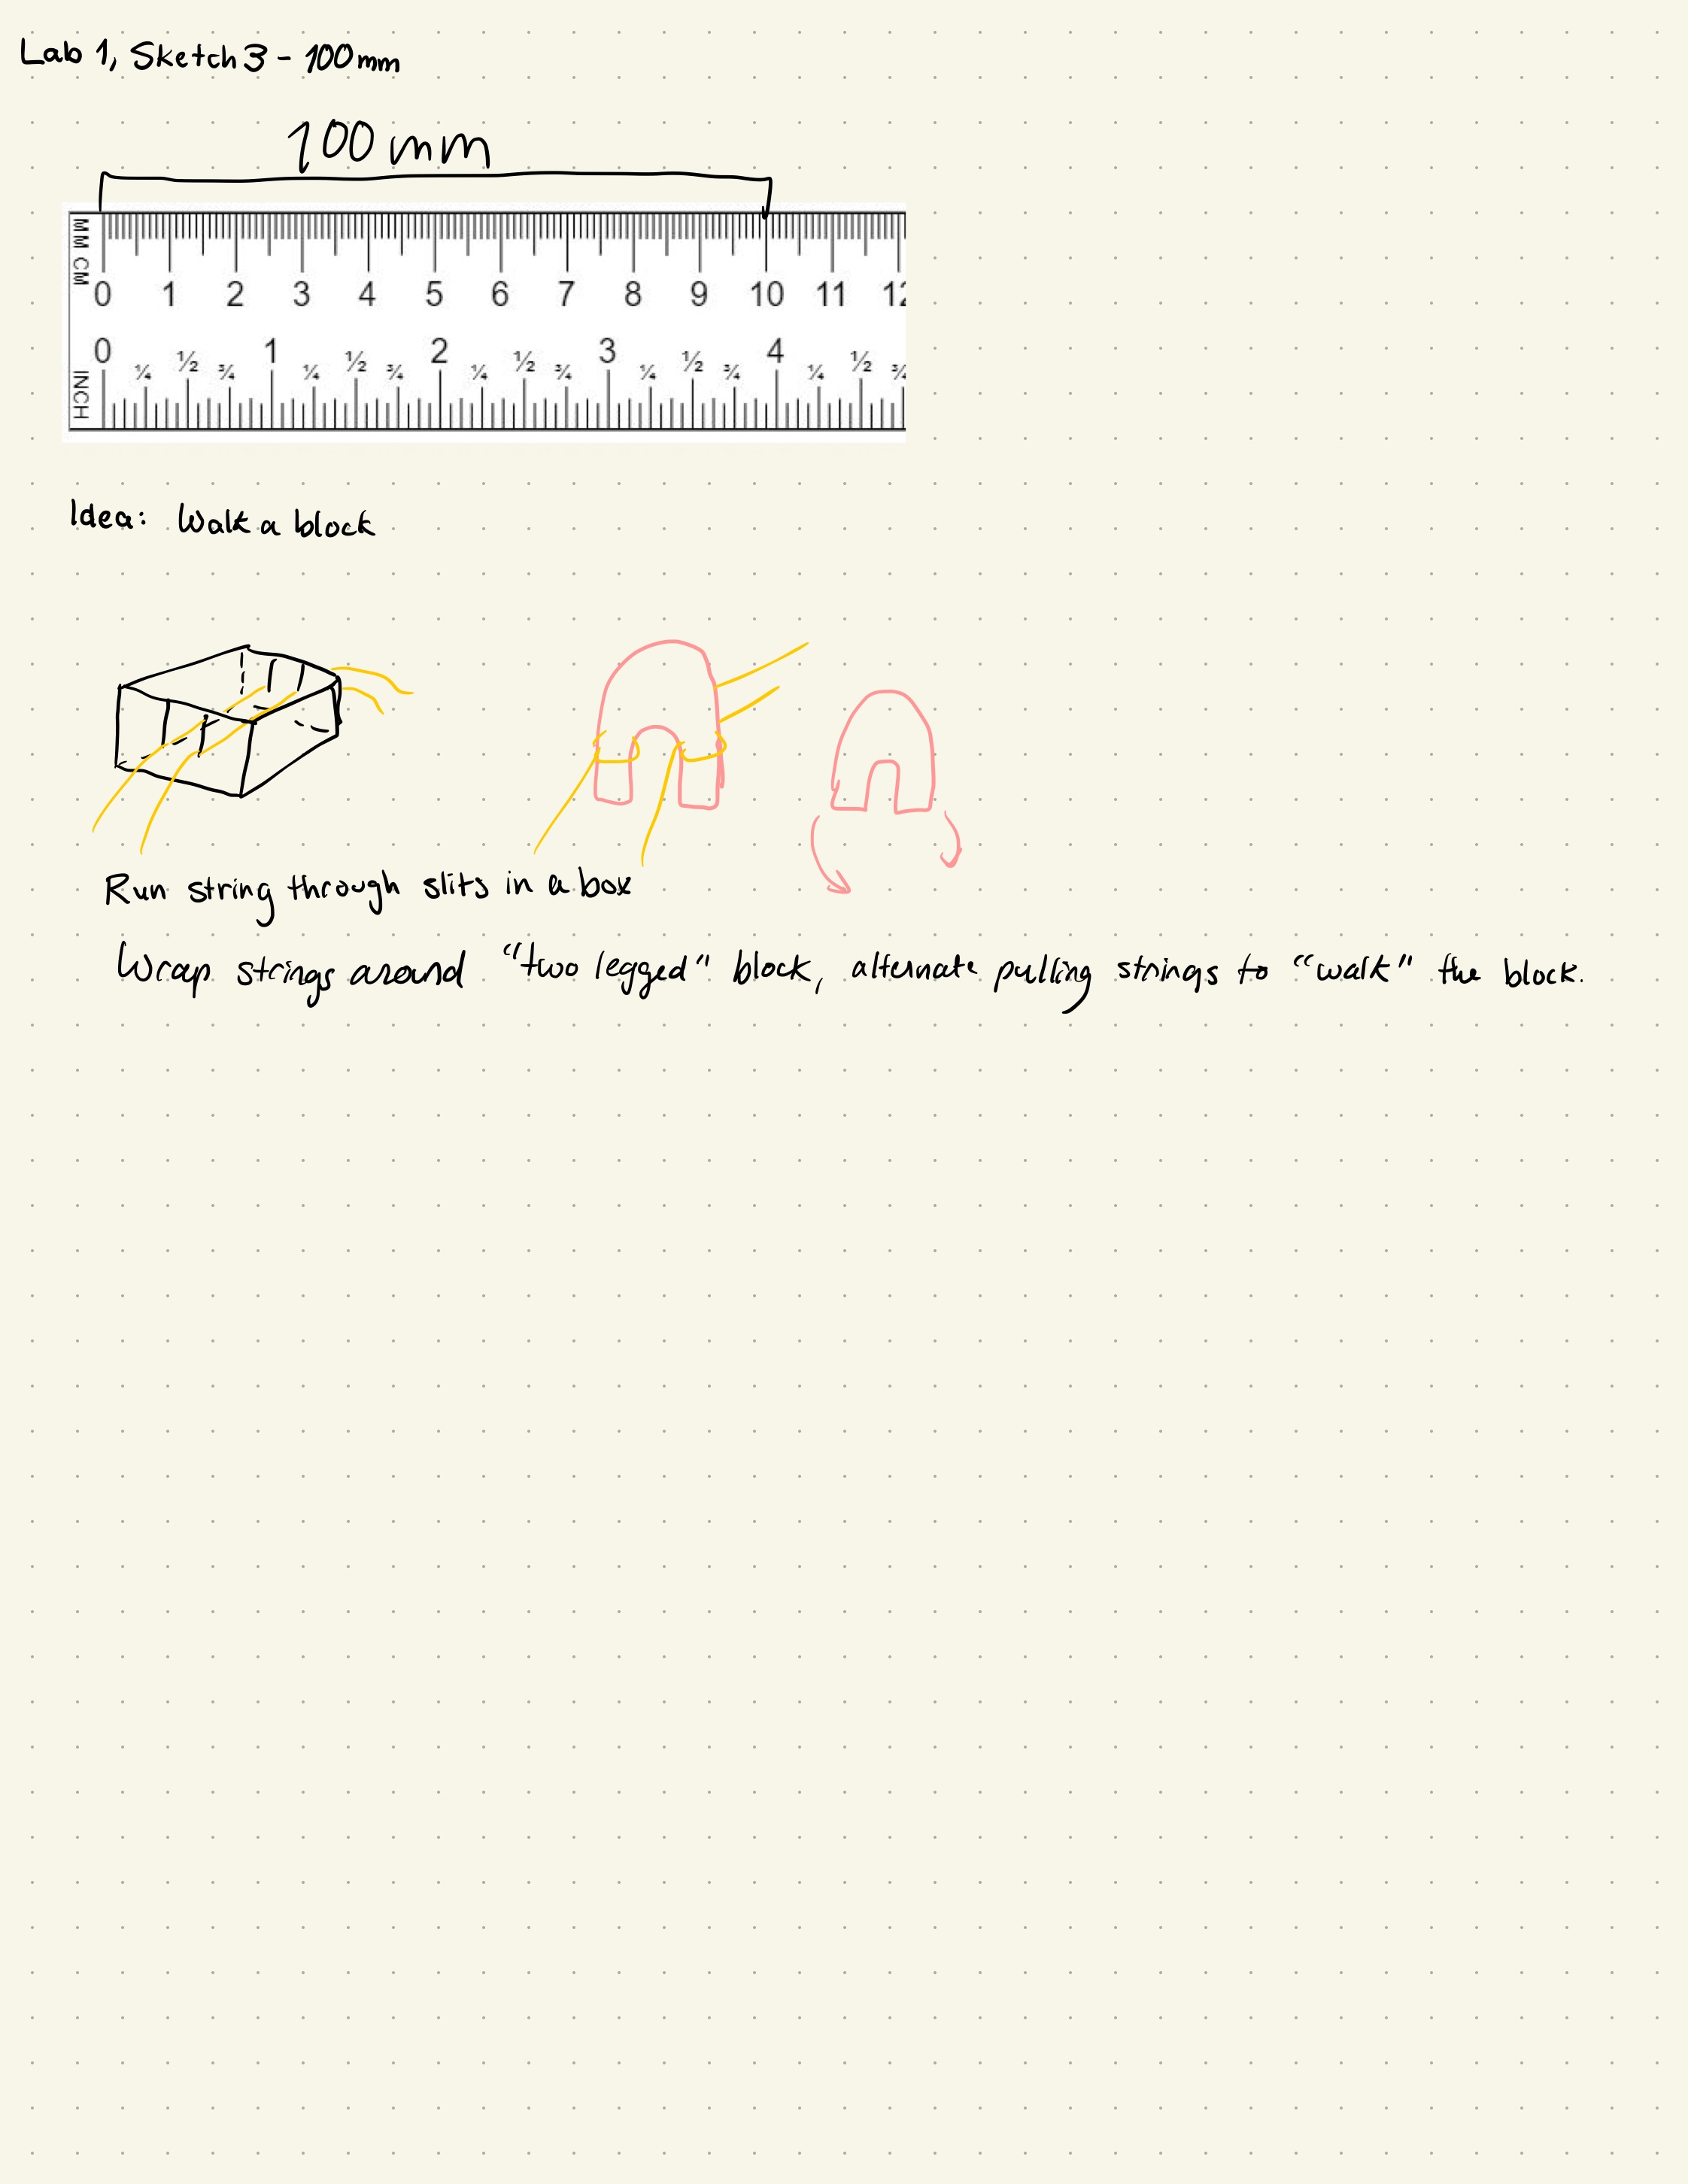 Lab 1, Sketch 3 - 100mm
100 mm
MM CM
0 1 2 3 4 5 6 7 8 9 10 11 12
0 1 2 3 4
¼ ½ ¾ ¼ ½ ¾ ¼ ½ ¾ ¼ ½ ¾ ¼ ½ ¾
INCH
Idea: Walk a block
Run string through slits in a box
Wrap strings around "two legged" block, alternate pulling strings to "walk" the block.